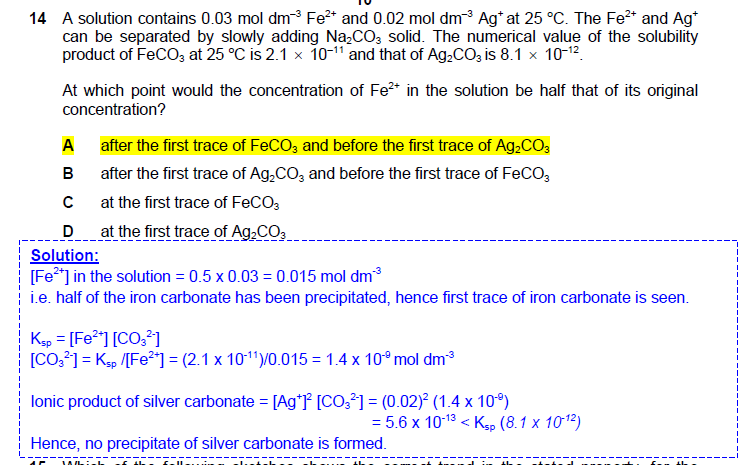 14 A solution contains 0.03 mol dm⁻³ Fe²⁺ and 0.02 mol dm⁻³ Ag⁺ at 25 °C. The Fe²⁺ and Ag⁺
can be separated by slowly adding Na₂CO₃ solid. The numerical value of the solubility
product of FeCO₃ at 25 °C is 2.1 × 10⁻¹¹ and that of Ag₂CO₃ is 8.1 × 10⁻¹².
At which point would the concentration of Fe²⁺ in the solution be half that of its original
concentration?
A after the first trace of FeCO₃ and before the first trace of Ag₂CO₃
B after the first trace of Ag₂CO₃ and before the first trace of FeCO₃
C at the first trace of FeCO₃
D at the first trace of Ag₂CO₃
Solution:
[Fe²⁺] in the solution = 0.5 x 0.03 = 0.015 mol dm⁻³
i.e. half of the iron carbonate has been precipitated, hence first trace of iron carbonate is seen.
Kₛₚ = [Fe²⁺] [CO₃²⁻]
[CO₃²⁻] = Kₛₚ /[Fe²⁺] = (2.1 x 10⁻¹¹)/0.015 = 1.4 x 10⁻⁹ mol dm⁻³
Ionic product of silver carbonate = [Ag⁺]² [CO₃²⁻] = (0.02)² (1.4 x 10⁻⁹)
= 5.6 x 10⁻¹³ < Kₛₚ (8.1 x 10⁻¹²)
Hence, no precipitate of silver carbonate is formed.